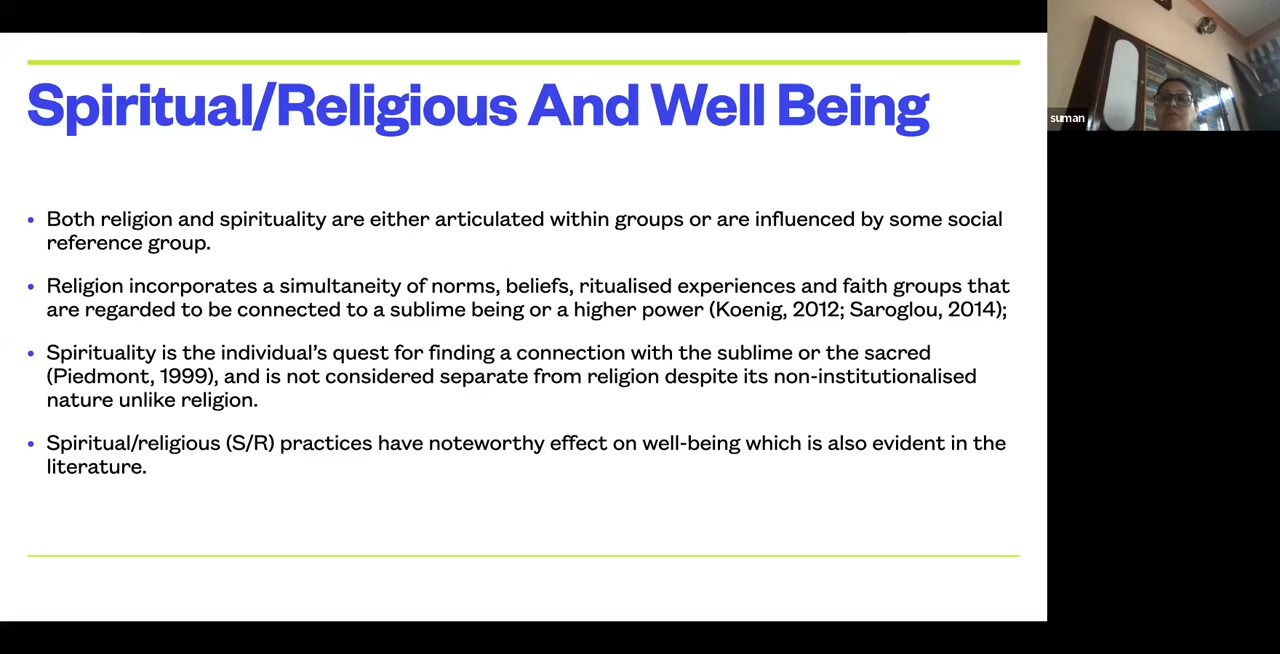 Spiritual/Religious And Well Being
• Both religion and spirituality are either articulated within groups or are influenced by some social
reference group.
• Religion incorporates a simultaneity of norms, beliefs, ritualised experiences and faith groups that
are regarded to be connected to a sublime being or a higher power (Koenig, 2012; Saroglou, 2014);
• Spirituality is the individual’s quest for finding a connection with the sublime or the sacred
(Piedmont, 1999), and is not considered separate from religion despite its non-institutionalised
nature unlike religion.
• Spiritual/religious (S/R) practices have noteworthy effect on well-being which is also evident in the
literature.
suman